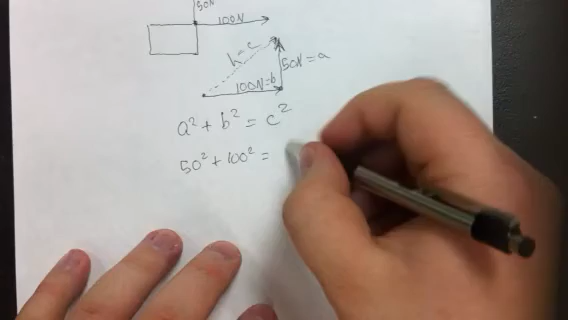 50N
100N
h=c
50N=a
100N=b
a² + b² = c²
50² + 100² =